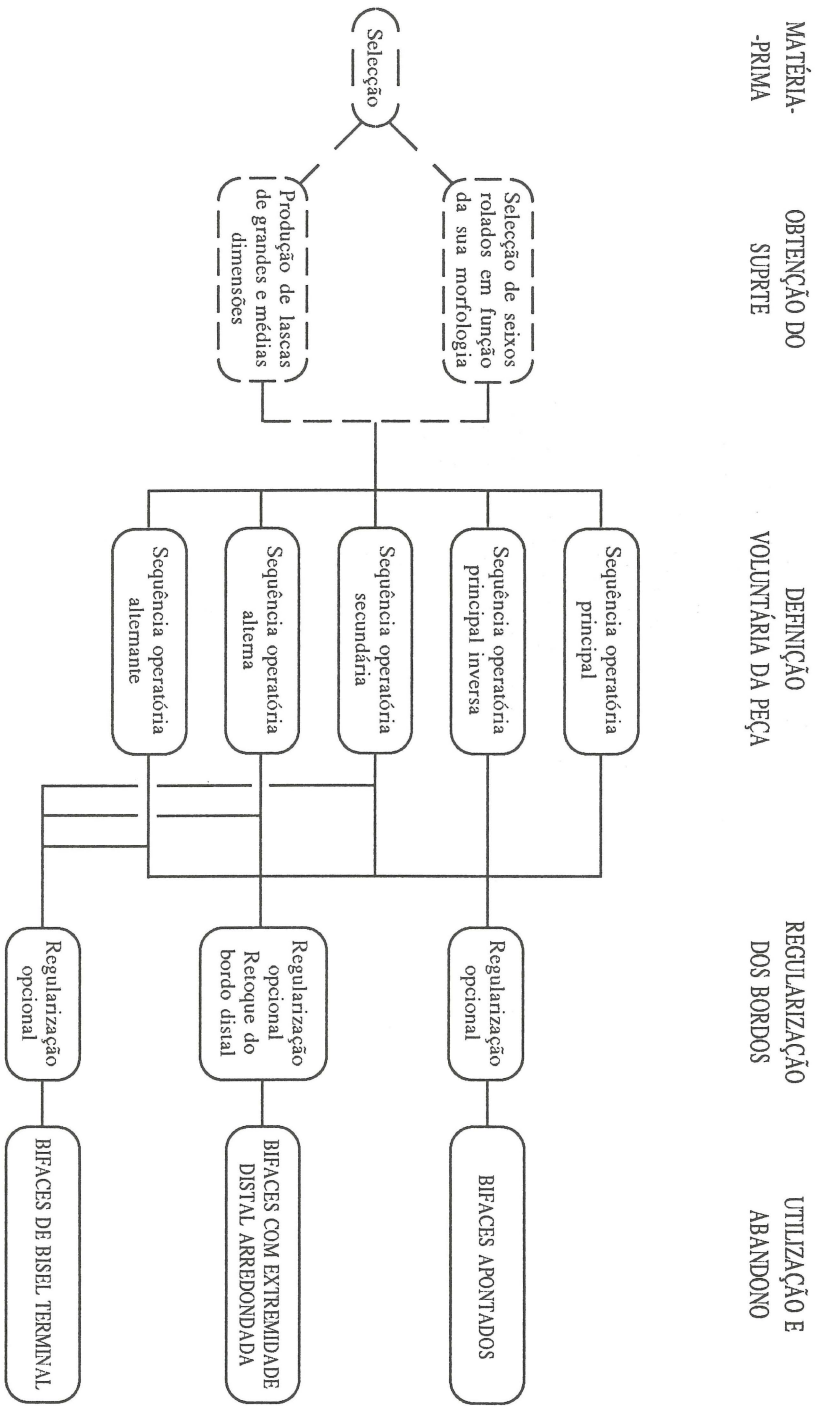 MATÉRIA-
-PRIMA
OBTENÇÃO DO
SUPRTE
DEFINIÇÃO
VOLUNTÁRIA DA PEÇA
REGULARIZAÇÃO
DOS BORDOS
UTILIZAÇÃO E
ABANDONO
Selecção
Selecção de seixos
rolados em função
da sua morfologia
Produção de lascas
de grandes e médias
dimensões
Sequência operatória
principal
Sequência operatória
principal inversa
Sequência operatória
secundária
Sequência operatória
alterna
Sequência operatória
alternante
Regularização
opcional
Regularização
opcional
Retoque do
bordo distal
Regularização
opcional
BIFACES APONTADOS
BIFACES COM EXTREMIDADE
DISTAL ARREDONDADA
BIFACES DE BISEL TERMINAL